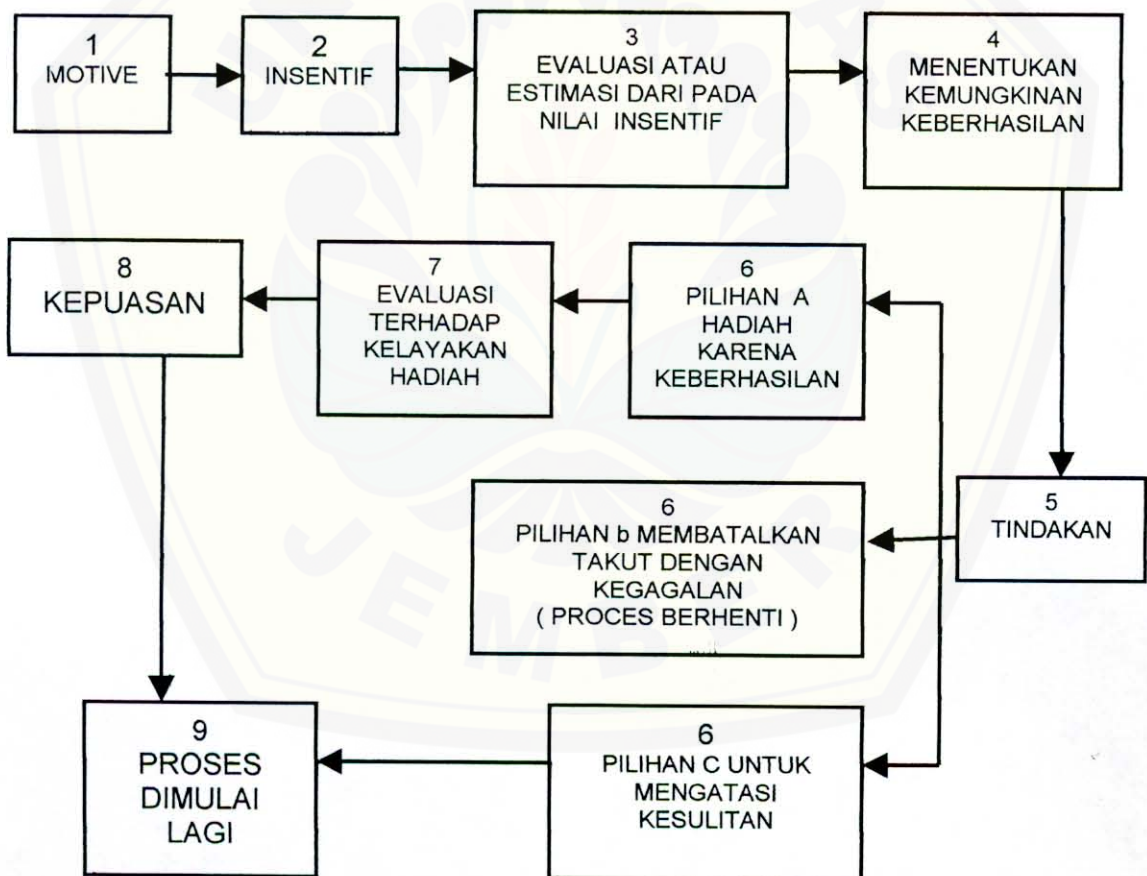 1
MOTIVE
2
INSENTIF
3
EVALUASI ATAU
ESTIMASI DARI PADA
NILAI INSENTIF
4
MENENTUKAN
KEMUNGKINAN
KEBERHASILAN
8
KEPUASAN
7
EVALUASI
TERHADAP
KELAYAKAN
HADIAH
6
PILIHAN A
HADIAH
KARENA
KEBERHASILAN
6
PILIHAN b MEMBATALKAN
TAKUT DENGAN
KEGAGALAN
( PROCES BERHENTI )
5
TINDAKAN
9
PROSES
DIMULAI
LAGI
6
PILIHAN C UNTUK
MENGATASI
KESULITAN